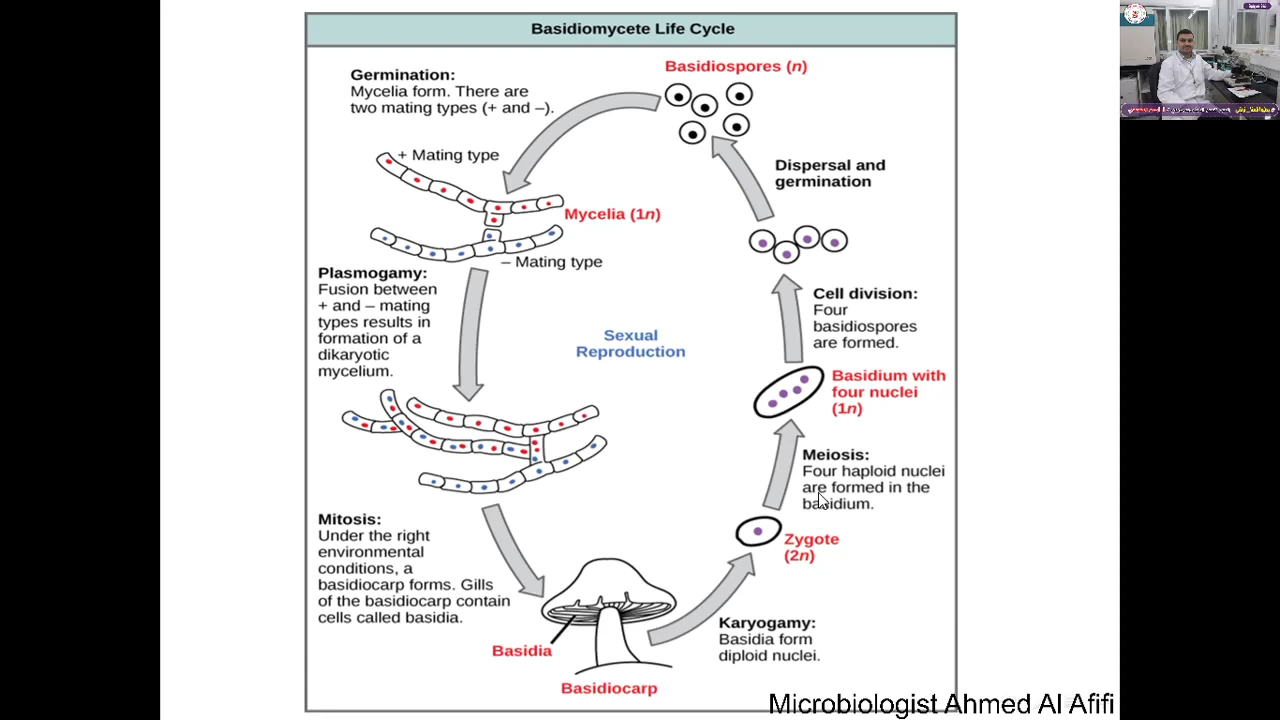 Basidiomycete Life Cycle
Basidiospores (n)
Germination:
Mycelia form. There are
two mating types (+ and –).
+ Mating type
Mycelia (1n)
– Mating type
Dispersal and
germination
Plasmogamy:
Fusion between
+ and – mating
types results in
formation of a
dikaryotic
mycelium.
Sexual
Reproduction
Cell division:
Four
basidiospores
are formed.
Basidium with
four nuclei
(1n)
Meiosis:
Four haploid nuclei
are formed in the
basidium.
Mitosis:
Under the right
environmental
conditions, a
basidiocarp forms. Gills
of the basidiocarp contain
cells called basidia.
Zygote
(2n)
Karyogamy:
Basidia form
diploid nuclei.
Basidia
Basidiocarp
Microbiologist Ahmed Al Afifi